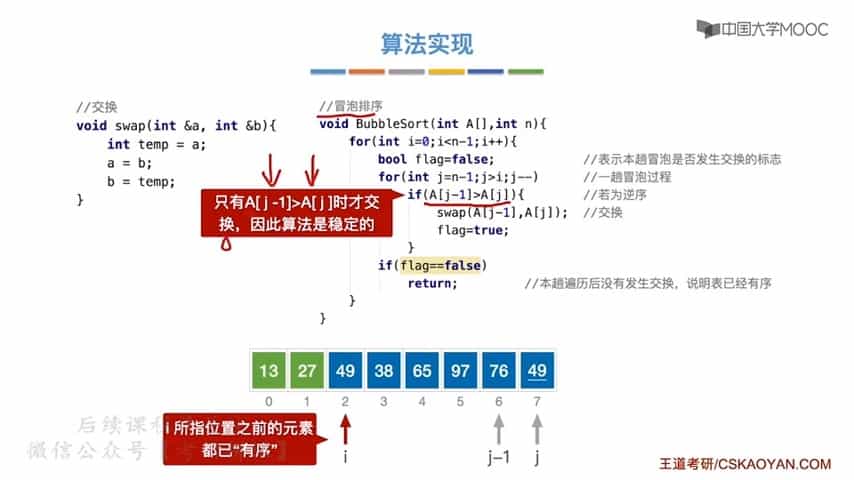 中国大学MOOC
算法实现
//交换
void swap(int &a, int &b){
int temp = a;
a = b;
b = temp;
}
//冒泡排序
void BubbleSort(int A[],int n){
for(int i=0;i<n-1;i++){
bool flag=false; //表示本趟冒泡是否发生交换的标志
for(int j=n-1;j>i;j--) //一趟冒泡过程
if(A[j-1]>A[j]){ //若为逆序
swap(A[j-1],A[j]); //交换
flag=true;
}
if(flag==false)
return; //本趟遍历后没有发生交换，说明表已经有序
}
}
只有A[ j -1]>A[ j ]时才交
换，因此算法是稳定的
13 27 49 38 65 97 76 49
0 1 2 3 4 5 6 7
i 所指位置之前的元素
都已“有序”
i j-1 j
后续课
微信公众号
王道考研/CSKAOYAN.COM